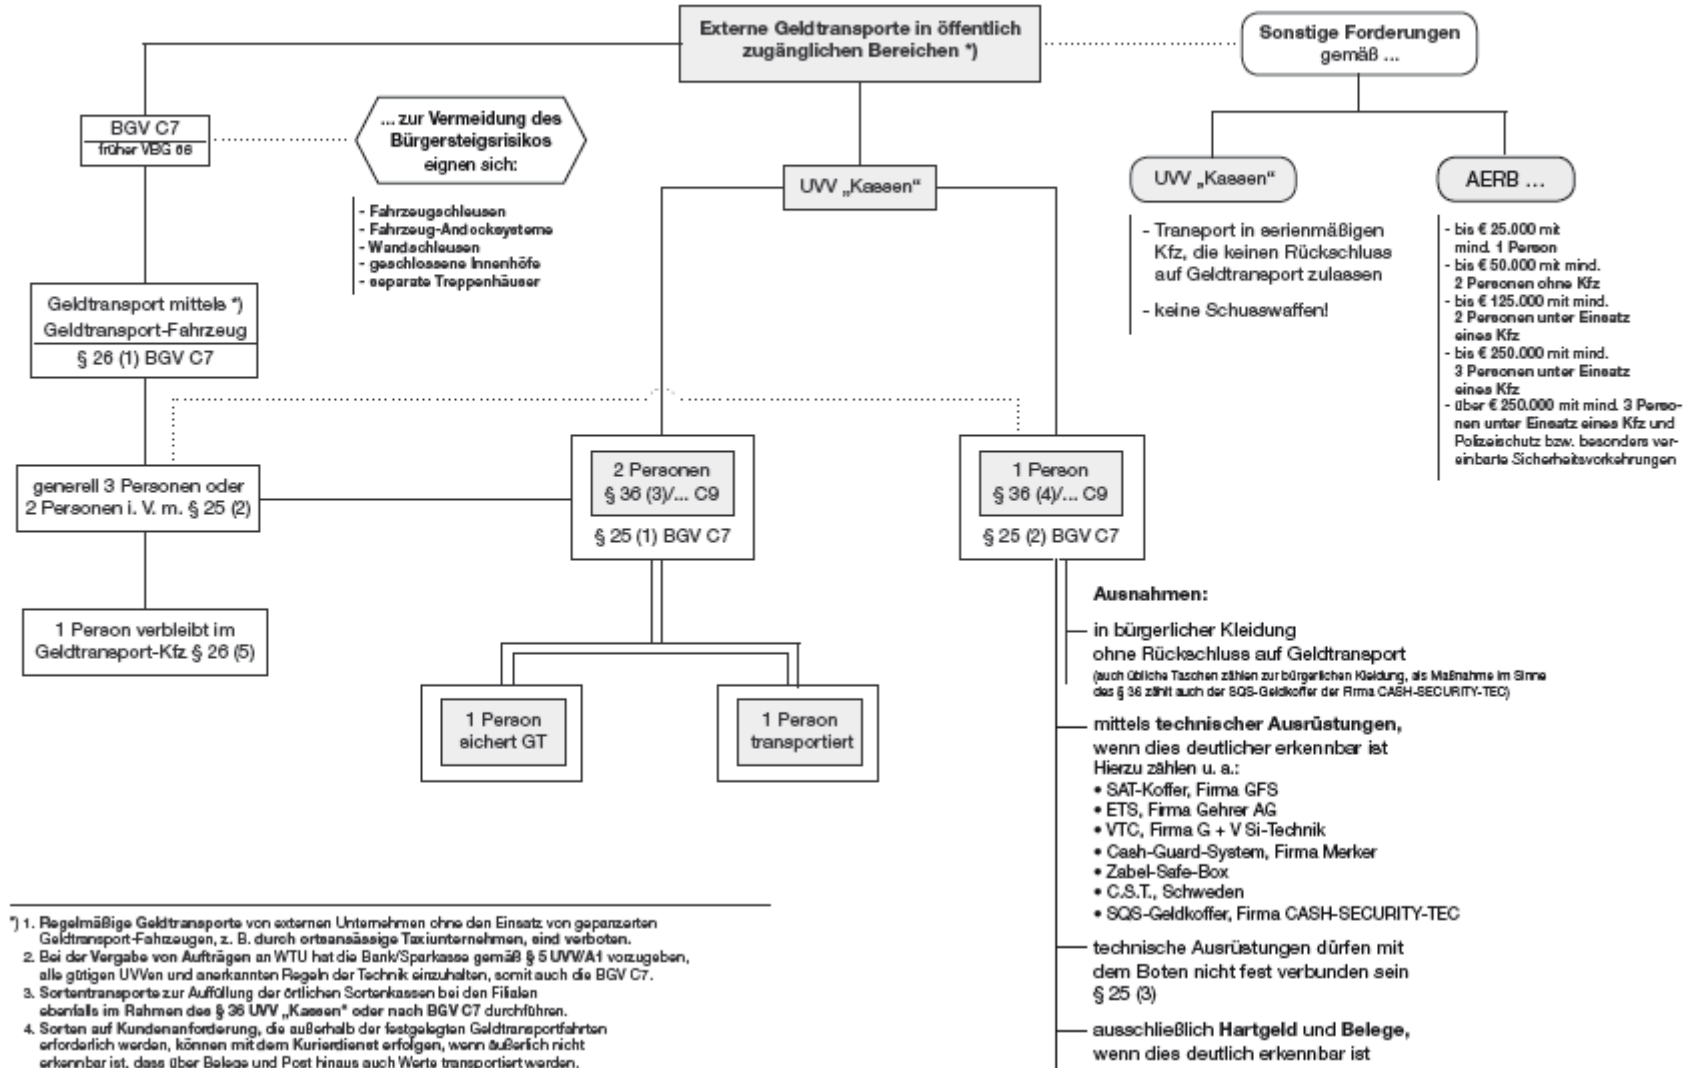 Externe Geldtransporte in öffentlich
zugänglichen Bereichen *)
Sonstige Forderungen
gemäß ...
BGV C7
früher VBG 68
... zur Vermeidung des
Bürgersteigsrisikos
eignen sich:
- Fahrzeugschleusen
- Fahrzeug-Andocksysteme
- Wandschleusen
- geschlossene Innenhöfe
- separate Treppenhäuser
UVV „Kassen“
UVV „Kassen“
- Transport in serienmäßigen
Kfz, die keinen Rückschluss
auf Geldtransport zulassen
- keine Schusswaffen!
AERB ...
- bis € 25.000 mit
mind. 1 Person
- bis € 50.000 mit mind.
2 Personen ohne Kfz
- bis € 125.000 mit mind.
2 Personen unter Einsatz
eines Kfz
- bis € 250.000 mit mind.
3 Personen unter Einsatz
eines Kfz
- über € 250.000 mit mind. 3 Perso-
nen unter Einsatz eines Kfz und
Polizeischutz bzw. besonders ver-
einbarte Sicherheitsvorkehrungen
Geldtransport mittels *)
Geldtransport-Fahrzeug
§ 26 (1) BGV C7
generell 3 Personen oder
2 Personen i. V. m. § 25 (2)
1 Person verbleibt im
Geldtransport-Kfz § 26 (5)
2 Personen
§ 36 (3)/... C9
§ 25 (1) BGV C7
1 Person
§ 36 (4)/... C9
§ 25 (2) BGV C7
1 Person
sichert GT
1 Person
transportiert
Ausnahmen:
in bürgerlicher Kleidung
ohne Rückschluss auf Geldtransport
(auch übliche Taschen zählen zur bürgerlichen Kleidung, als Maßnahme im Sinne
des § 36 zählt auch der SQS-Geldkoffer der Firma CASH-SECURITY-TEC)
mittels technischer Ausrüstungen,
wenn dies deutlicher erkennbar ist
Hierzu zählen u. a.:
• SAT-Koffer, Firma GFS
• ETS, Firma Gehrer AG
• VTC, Firma G + V Si-Technik
• Cash-Guard-System, Firma Merker
• Zabel-Safe-Box
• C.S.T., Schweden
• SQS-Geldkoffer, Firma CASH-SECURITY-TEC
technische Ausrüstungen dürfen mit
dem Boten nicht fest verbunden sein
§ 25 (3)
ausschließlich Hartgeld und Belege,
wenn dies deutlich erkennbar ist
*) 1. Regelmäßige Geldtransporte von externen Unternehmen ohne den Einsatz von gepanzerten
Geldtransport-Fahrzeugen, z. B. durch ortsansässige Taxiunternehmen, sind verboten.
2. Bei der Vergabe von Aufträgen an WTU hat die Bank/Sparkasse gemäß § 5 UVV/A1 vorzugeben,
alle gütigen UVVen und anerkannten Regeln der Technik einzuhalten, somit auch die BGV C7.
3. Sortentransporte zur Auffüllung der örtlichen Sortenkassen bei den Filialen
ebenfalls im Rahmen des § 36 UVV „Kassen“ oder nach BGV C7 durchführen.
4. Sorten auf Kundenanforderung, die außerhalb der festgelegten Geldtransportfahrten
erforderlich werden, können mit dem Kurierdienst erfolgen, wenn äußerlich nicht
erkennbar ist, dass über Belege und Post hinaus auch Werte transportiert werden.